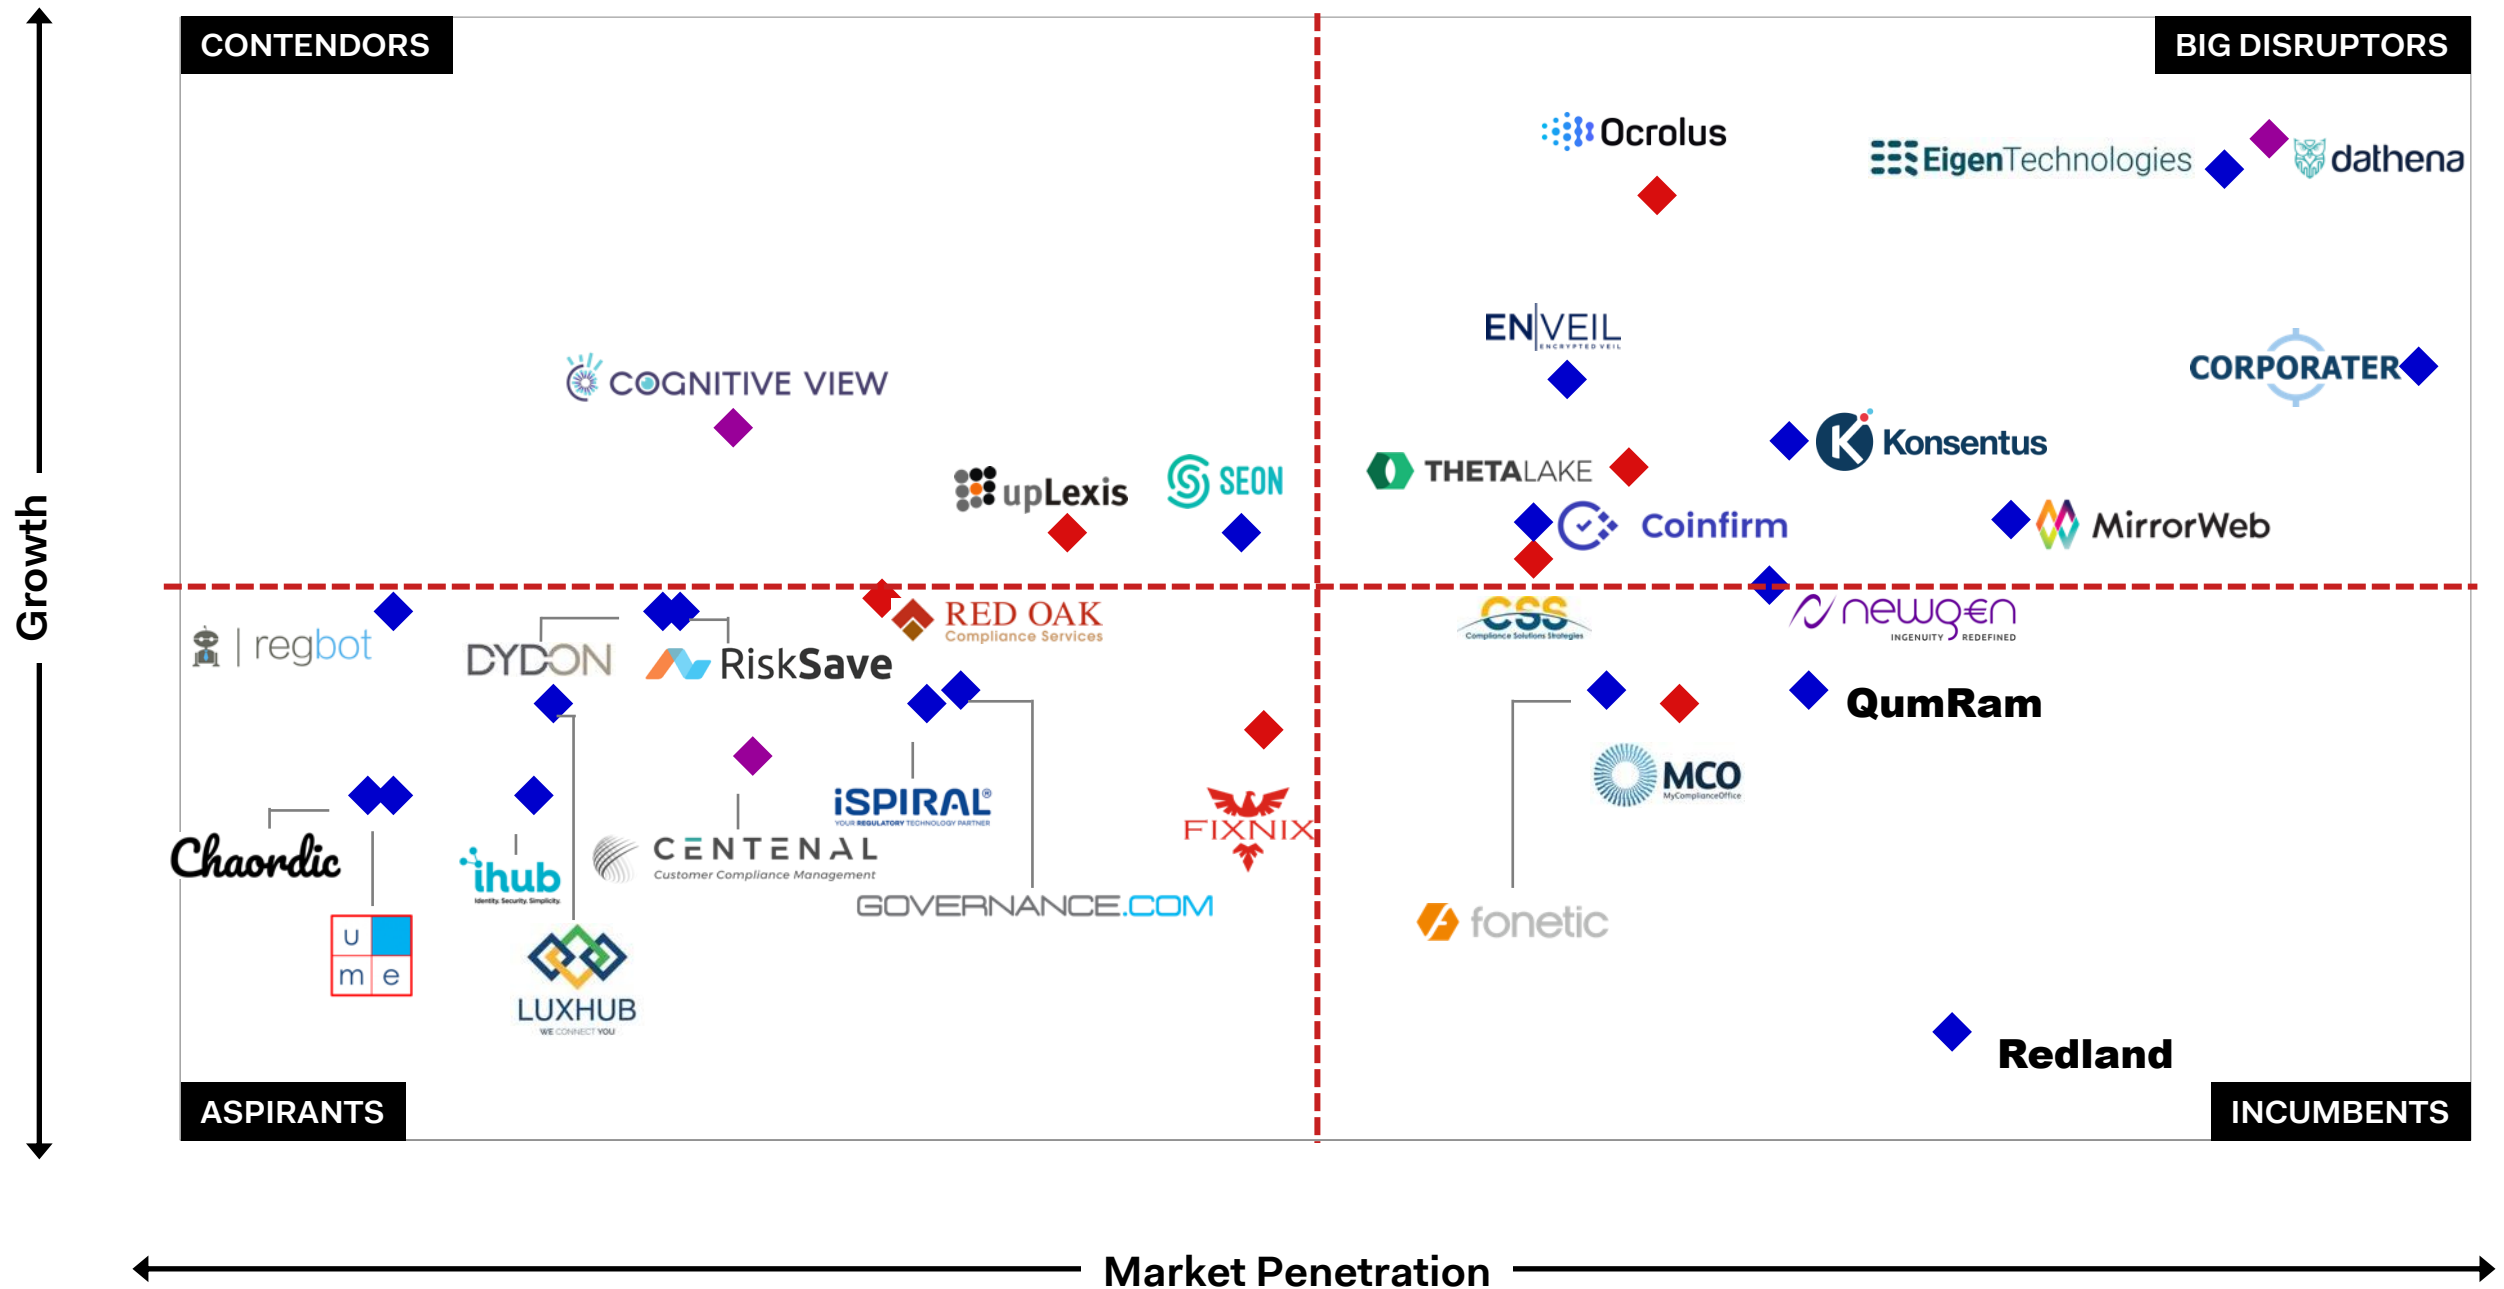 CONTENDORS
BIG DISRUPTORS
Ocrolus
EigenTechnologies
dathena
EN|VEIL
ENCRYPTED VEIL
CORPORATER
COGNITIVE VIEW
Konsentus
upLexis
SEON
THETALAKE
Coinfirm
MirrorWeb
Growth
regbot
DYDON
RiskSave
RED OAK
Compliance Services
CSS
Compliance Solutions Strategies
newgen
INGENUITY REDEFINED
QumRam
MCO
MyComplianceOffice
iSPIRAL®
YOUR REGULATORY TECHNOLOGY PARTNER
FIXNIX
Chaordic
ihub
Identity. Security. Simplicity.
CENTENAL
Customer Compliance Management
GOVERNANCE.COM
fonetic
u
m e
LUXHUB
WE CONNECT YOU
Redland
ASPIRANTS
INCUMBENTS
Market Penetration